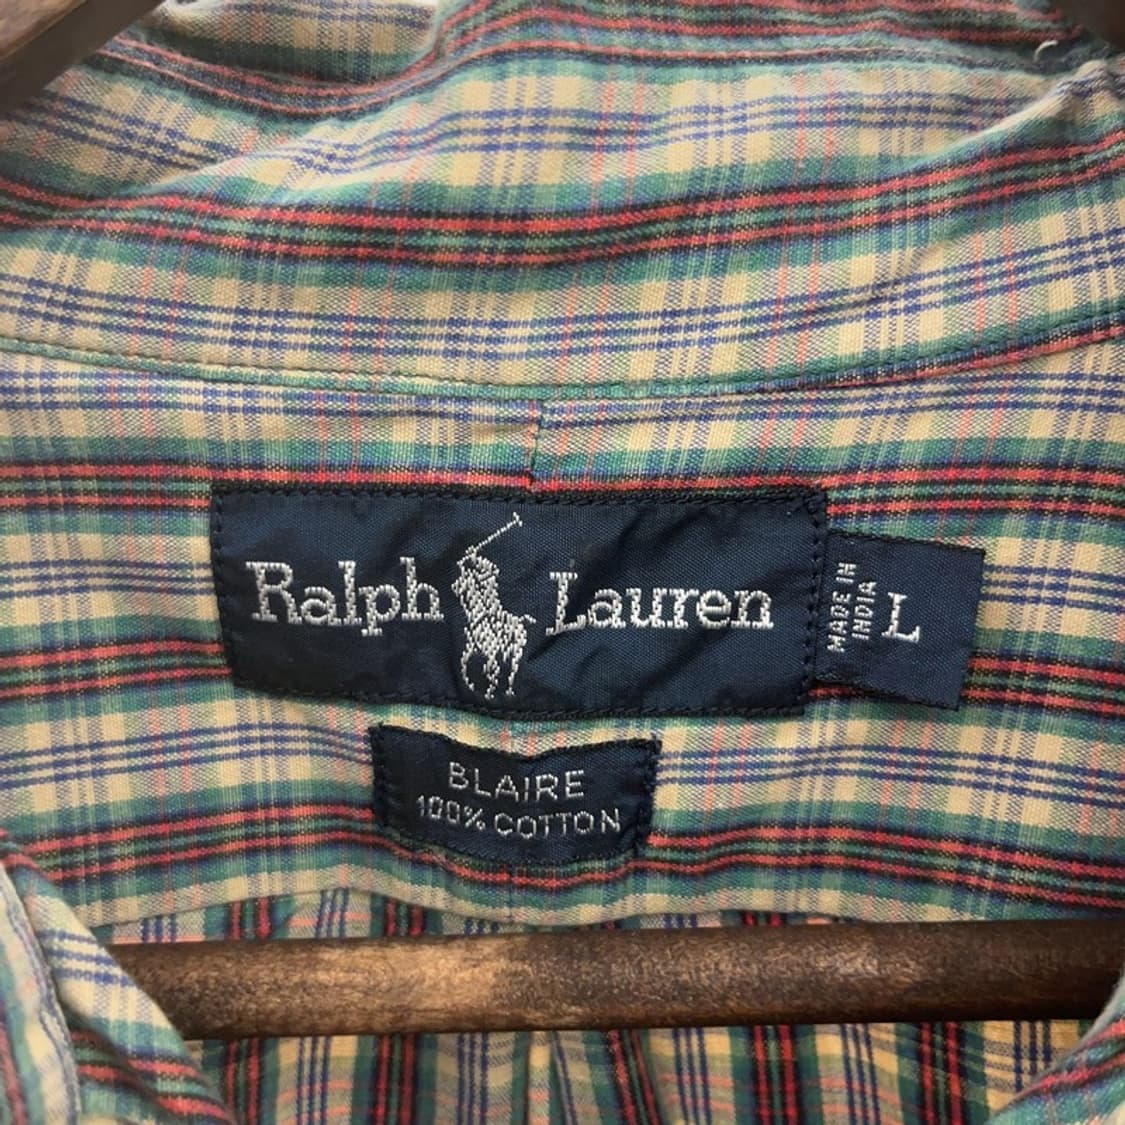 Ralph Lauren
MADE IN
INDIA
L
BLAIRE
100% COTTON